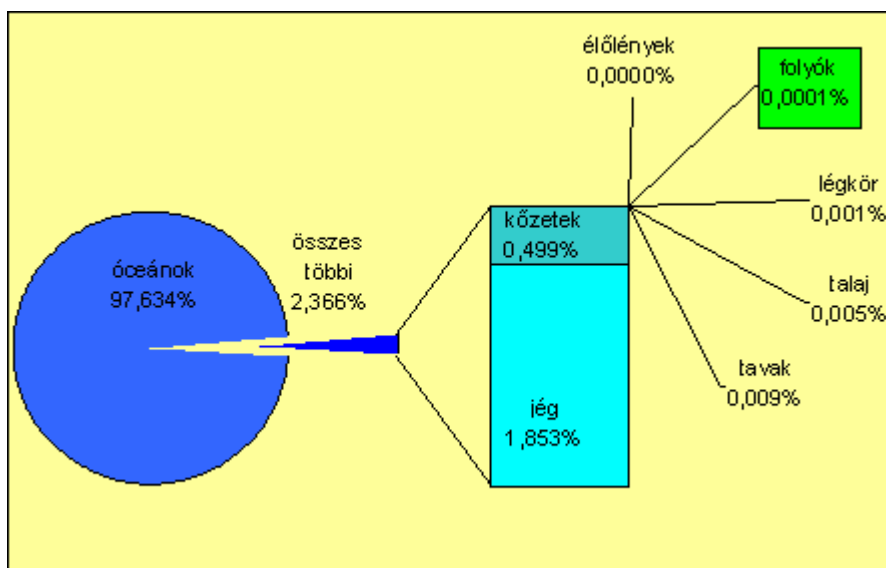 élőlények
0,0000%
folyók
0,0001%
légkör
0,001%
kőzetek
0,499%
összes
többi
2,366%
óceánok
97,634%
talaj
0,005%
tavak
0,009%
jég
1,853%